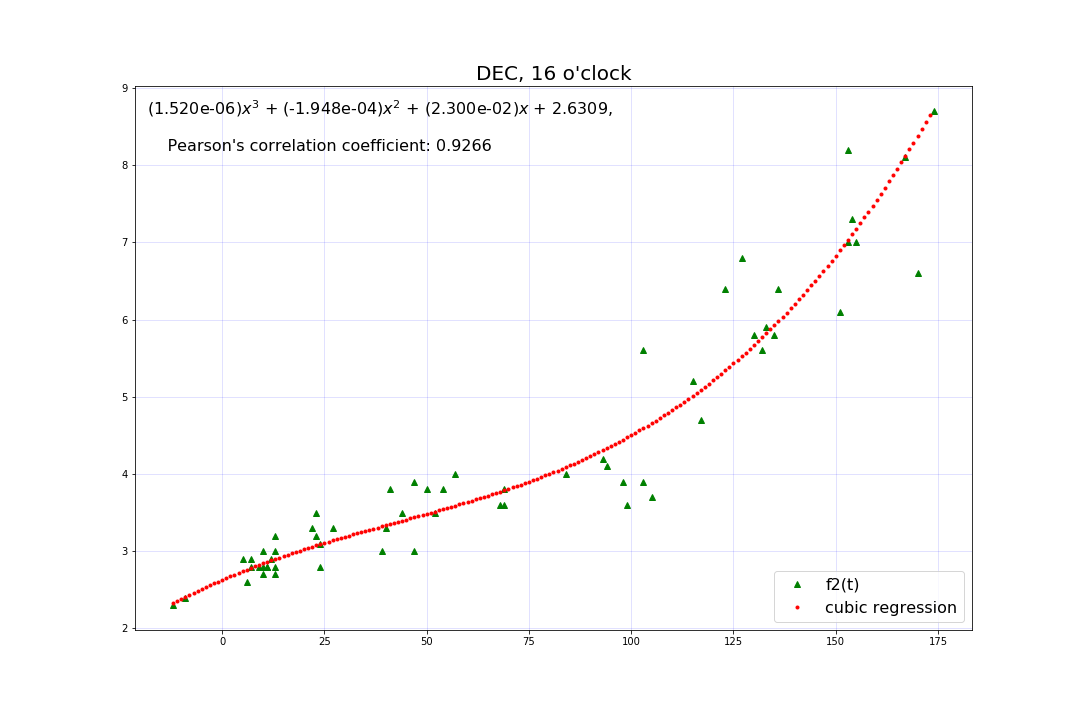 DEC, 16 o'clock
(1.520e-06)x³ + (-1.948e-04)x² + (2.300e-02)x + 2.6309,
Pearson's correlation coefficient: 0.9266
9
8
7
6
5
4
3
2
0 25 50 75 100 125 150 175
f2(t)
cubic regression